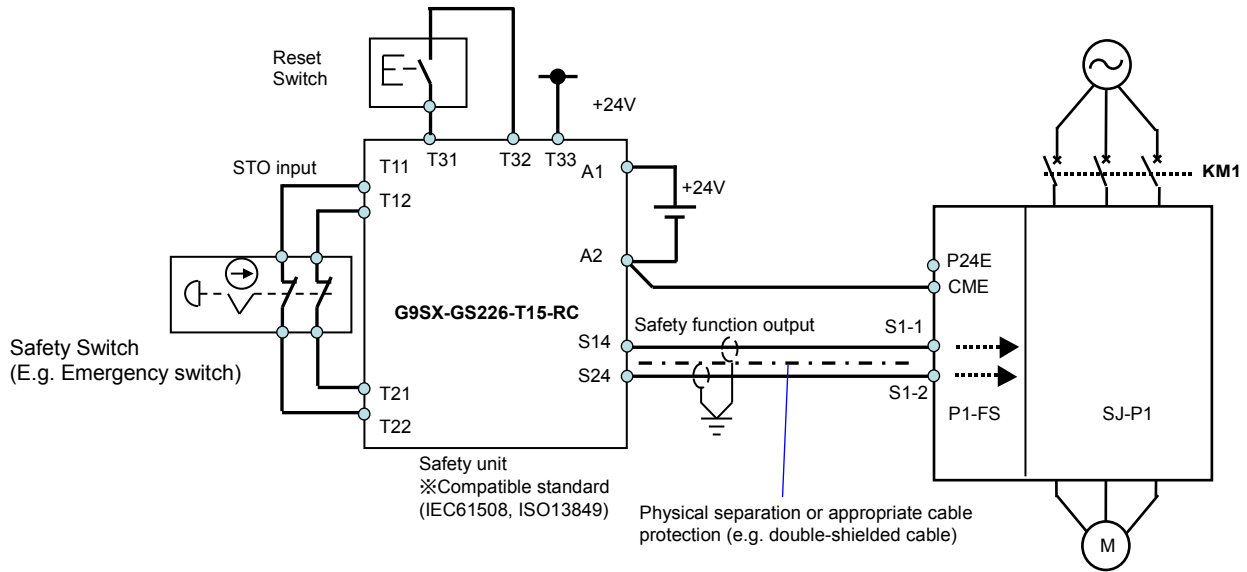 Reset
Switch
+24V
T31
T32
T33
STO input
T11
A1
T12
+24V
KM1
A2
P24E
CME
G9SX-GS226-T15-RC
Safety function output
S14
S1-1
Safety Switch
(E.g. Emergency switch)
S24
T21
S1-2
T22
P1-FS
SJ-P1
Safety unit
※Compatible standard
(IEC61508, ISO13849)
Physical separation or appropriate cable
protection (e.g. double-shielded cable)
M